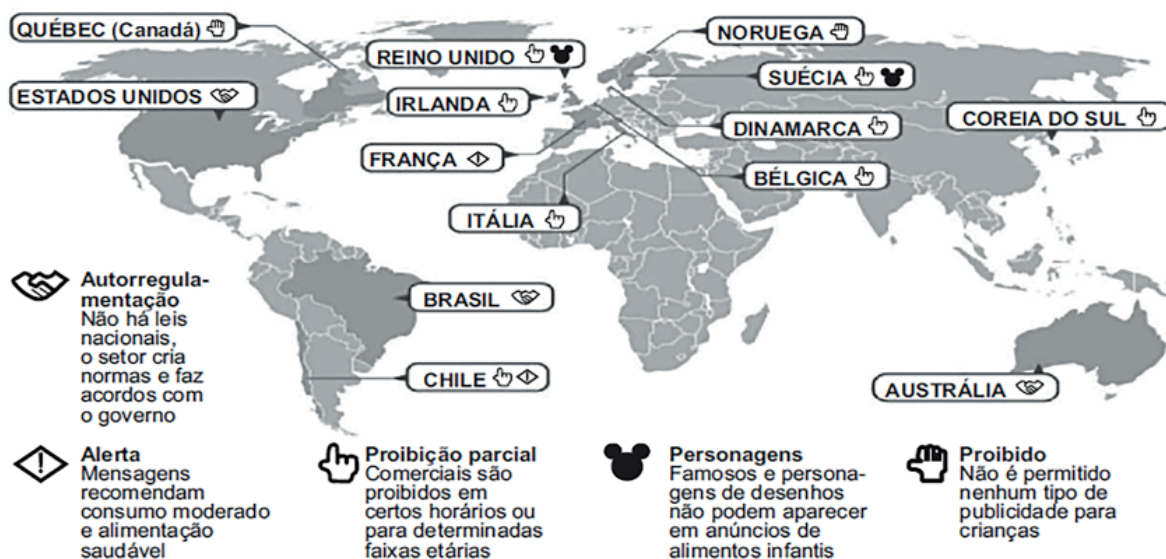 QUÉBEC (Canadá)
NORUEGA
REINO UNIDO
SUÉCIA
ESTADOS UNIDOS
IRLANDA
DINAMARCA
COREIA DO SUL
FRANÇA
BÉLGICA
ITÁLIA
BRASIL
CHILE
AUSTRÁLIA
Autorregula-
mentação
Não há leis
nacionais,
o setor cria
normas e faz
acordos com
o governo
Alerta
Mensagens
recomendam
consumo moderado
e alimentação
saudável
Proibição parcial
Comerciais são
proibidos em
certos horários ou
para determinadas
faixas etárias
Personagens
Famosos e persona-
gens de desenhos
não podem aparecer
em anúncios de
alimentos infantis
Proibido
Não é permitido
nenhum tipo de
publicidade para
crianças